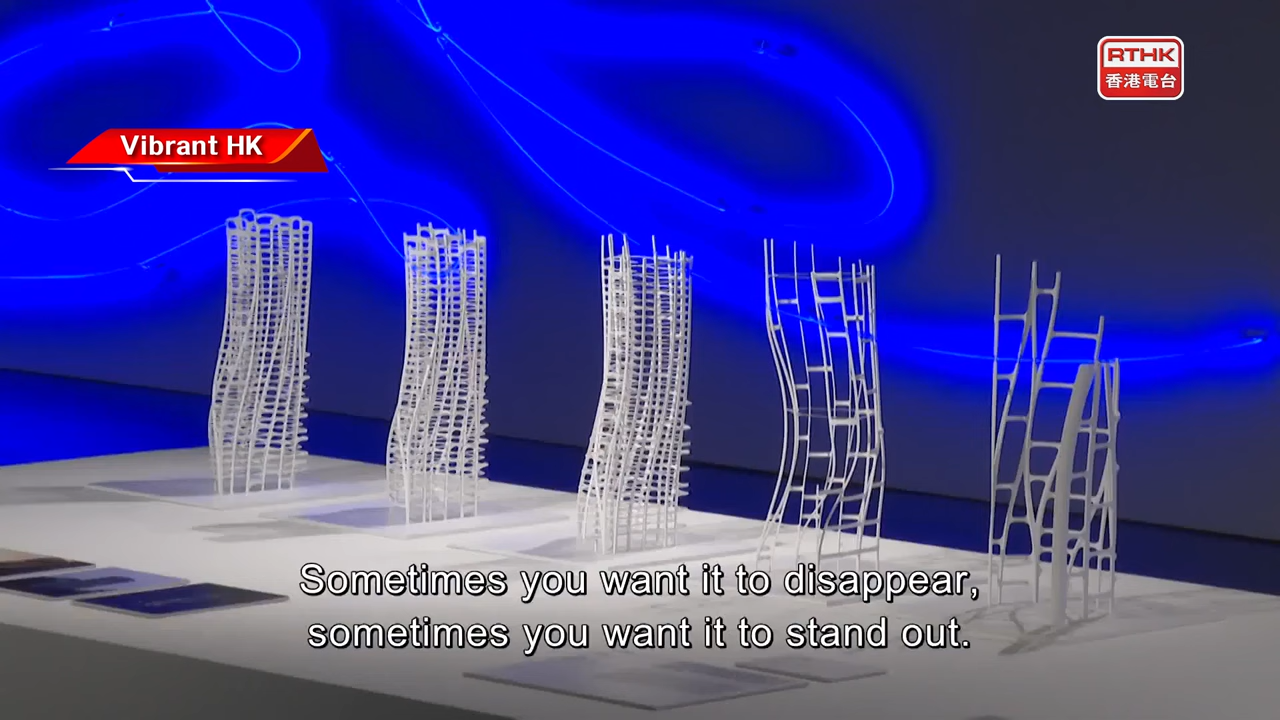 RTHK
香港電台
Vibrant HK
Sometimes you want it to disappear,
sometimes you want it to stand out.